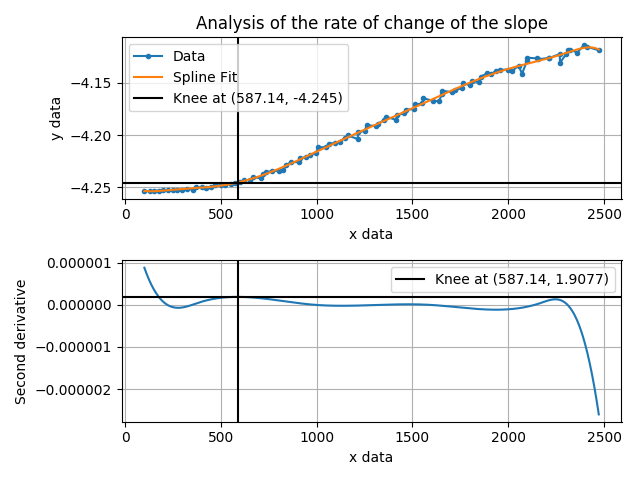 Analysis of the rate of change of the slope
Data
Spline Fit
Knee at (587.14, -4.245)
y data
−4.15
−4.20
−4.25
0 500 1000 1500 2000 2500
x data
Knee at (587.14, 1.9077)
Second derivative
0.000001
0.000000
−0.000001
−0.000002
0 500 1000 1500 2000 2500
x data